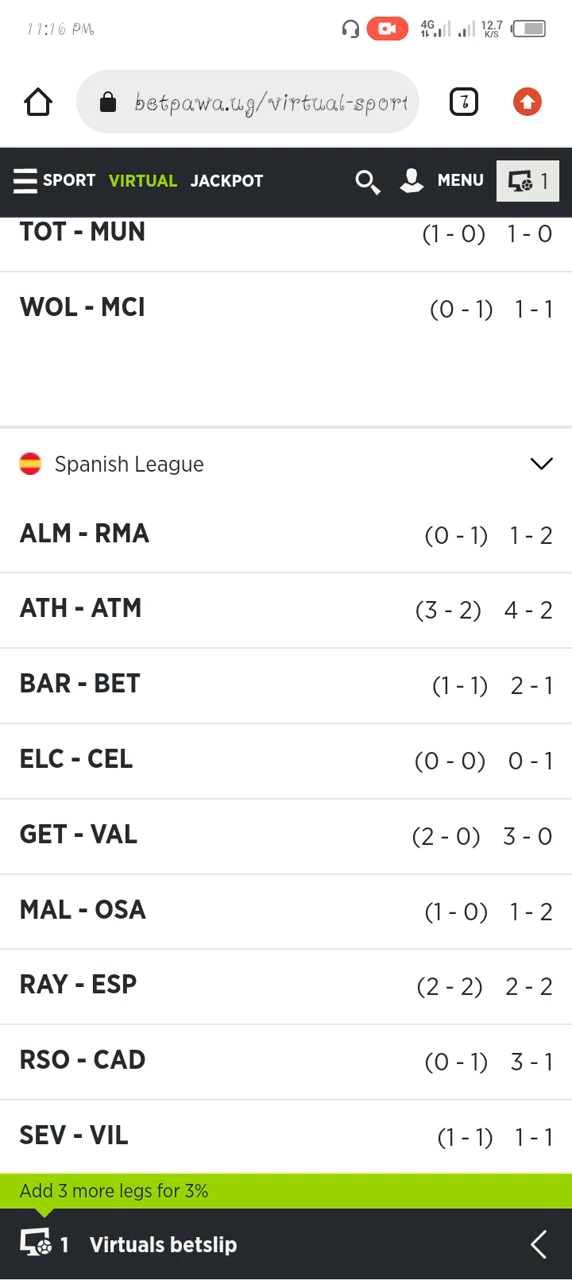 11:16 PM 4G 12.7 K/S
betpawa.ug/virtual-sport 7
SPORT VIRTUAL JACKPOT MENU 1
TOT - MUN (1 - 0) 1 - 0
WOL - MCI (0 - 1) 1 - 1
Spanish League
ALM - RMA (0 - 1) 1 - 2
ATH - ATM (3 - 2) 4 - 2
BAR - BET (1 - 1) 2 - 1
ELC - CEL (0 - 0) 0 - 1
GET - VAL (2 - 0) 3 - 0
MAL - OSA (1 - 0) 1 - 2
RAY - ESP (2 - 2) 2 - 2
RSO - CAD (0 - 1) 3 - 1
SEV - VIL (1 - 1) 1 - 1
Add 3 more legs for 3%
1 Virtuals betslip